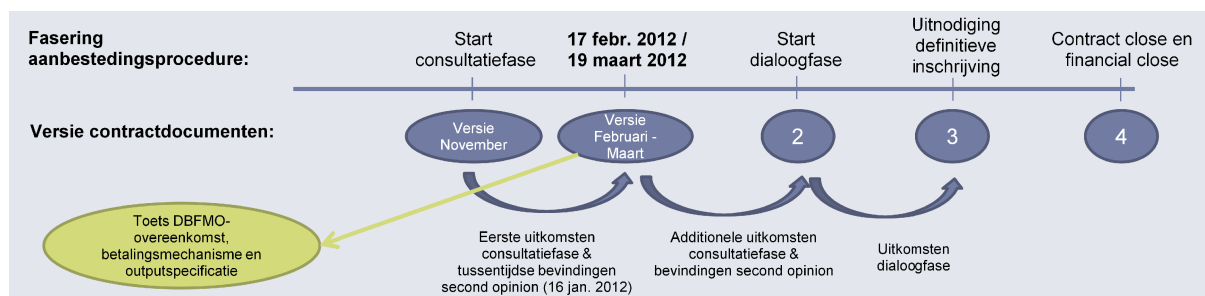 Fasering
aanbestedingsprocedure:
Start
consultatiefase
17 febr. 2012 /
19 maart 2012
Start
dialoogfase
Uitnodiging
definitieve
inschrijving
Contract close en
financial close
Versie contractdocumenten:
Versie
November
Versie
Februari -
Maart
2
3
4
Toets DBFMO-
overeenkomst,
betalingsmechanisme en
outputspecificatie
Eerste uitkomsten
consultatiefase &
tussentijdse bevindingen
second opinion (16 jan. 2012)
Additionele uitkomsten
consultatiefase &
bevindingen second opinion
Uitkomsten
dialoogfase